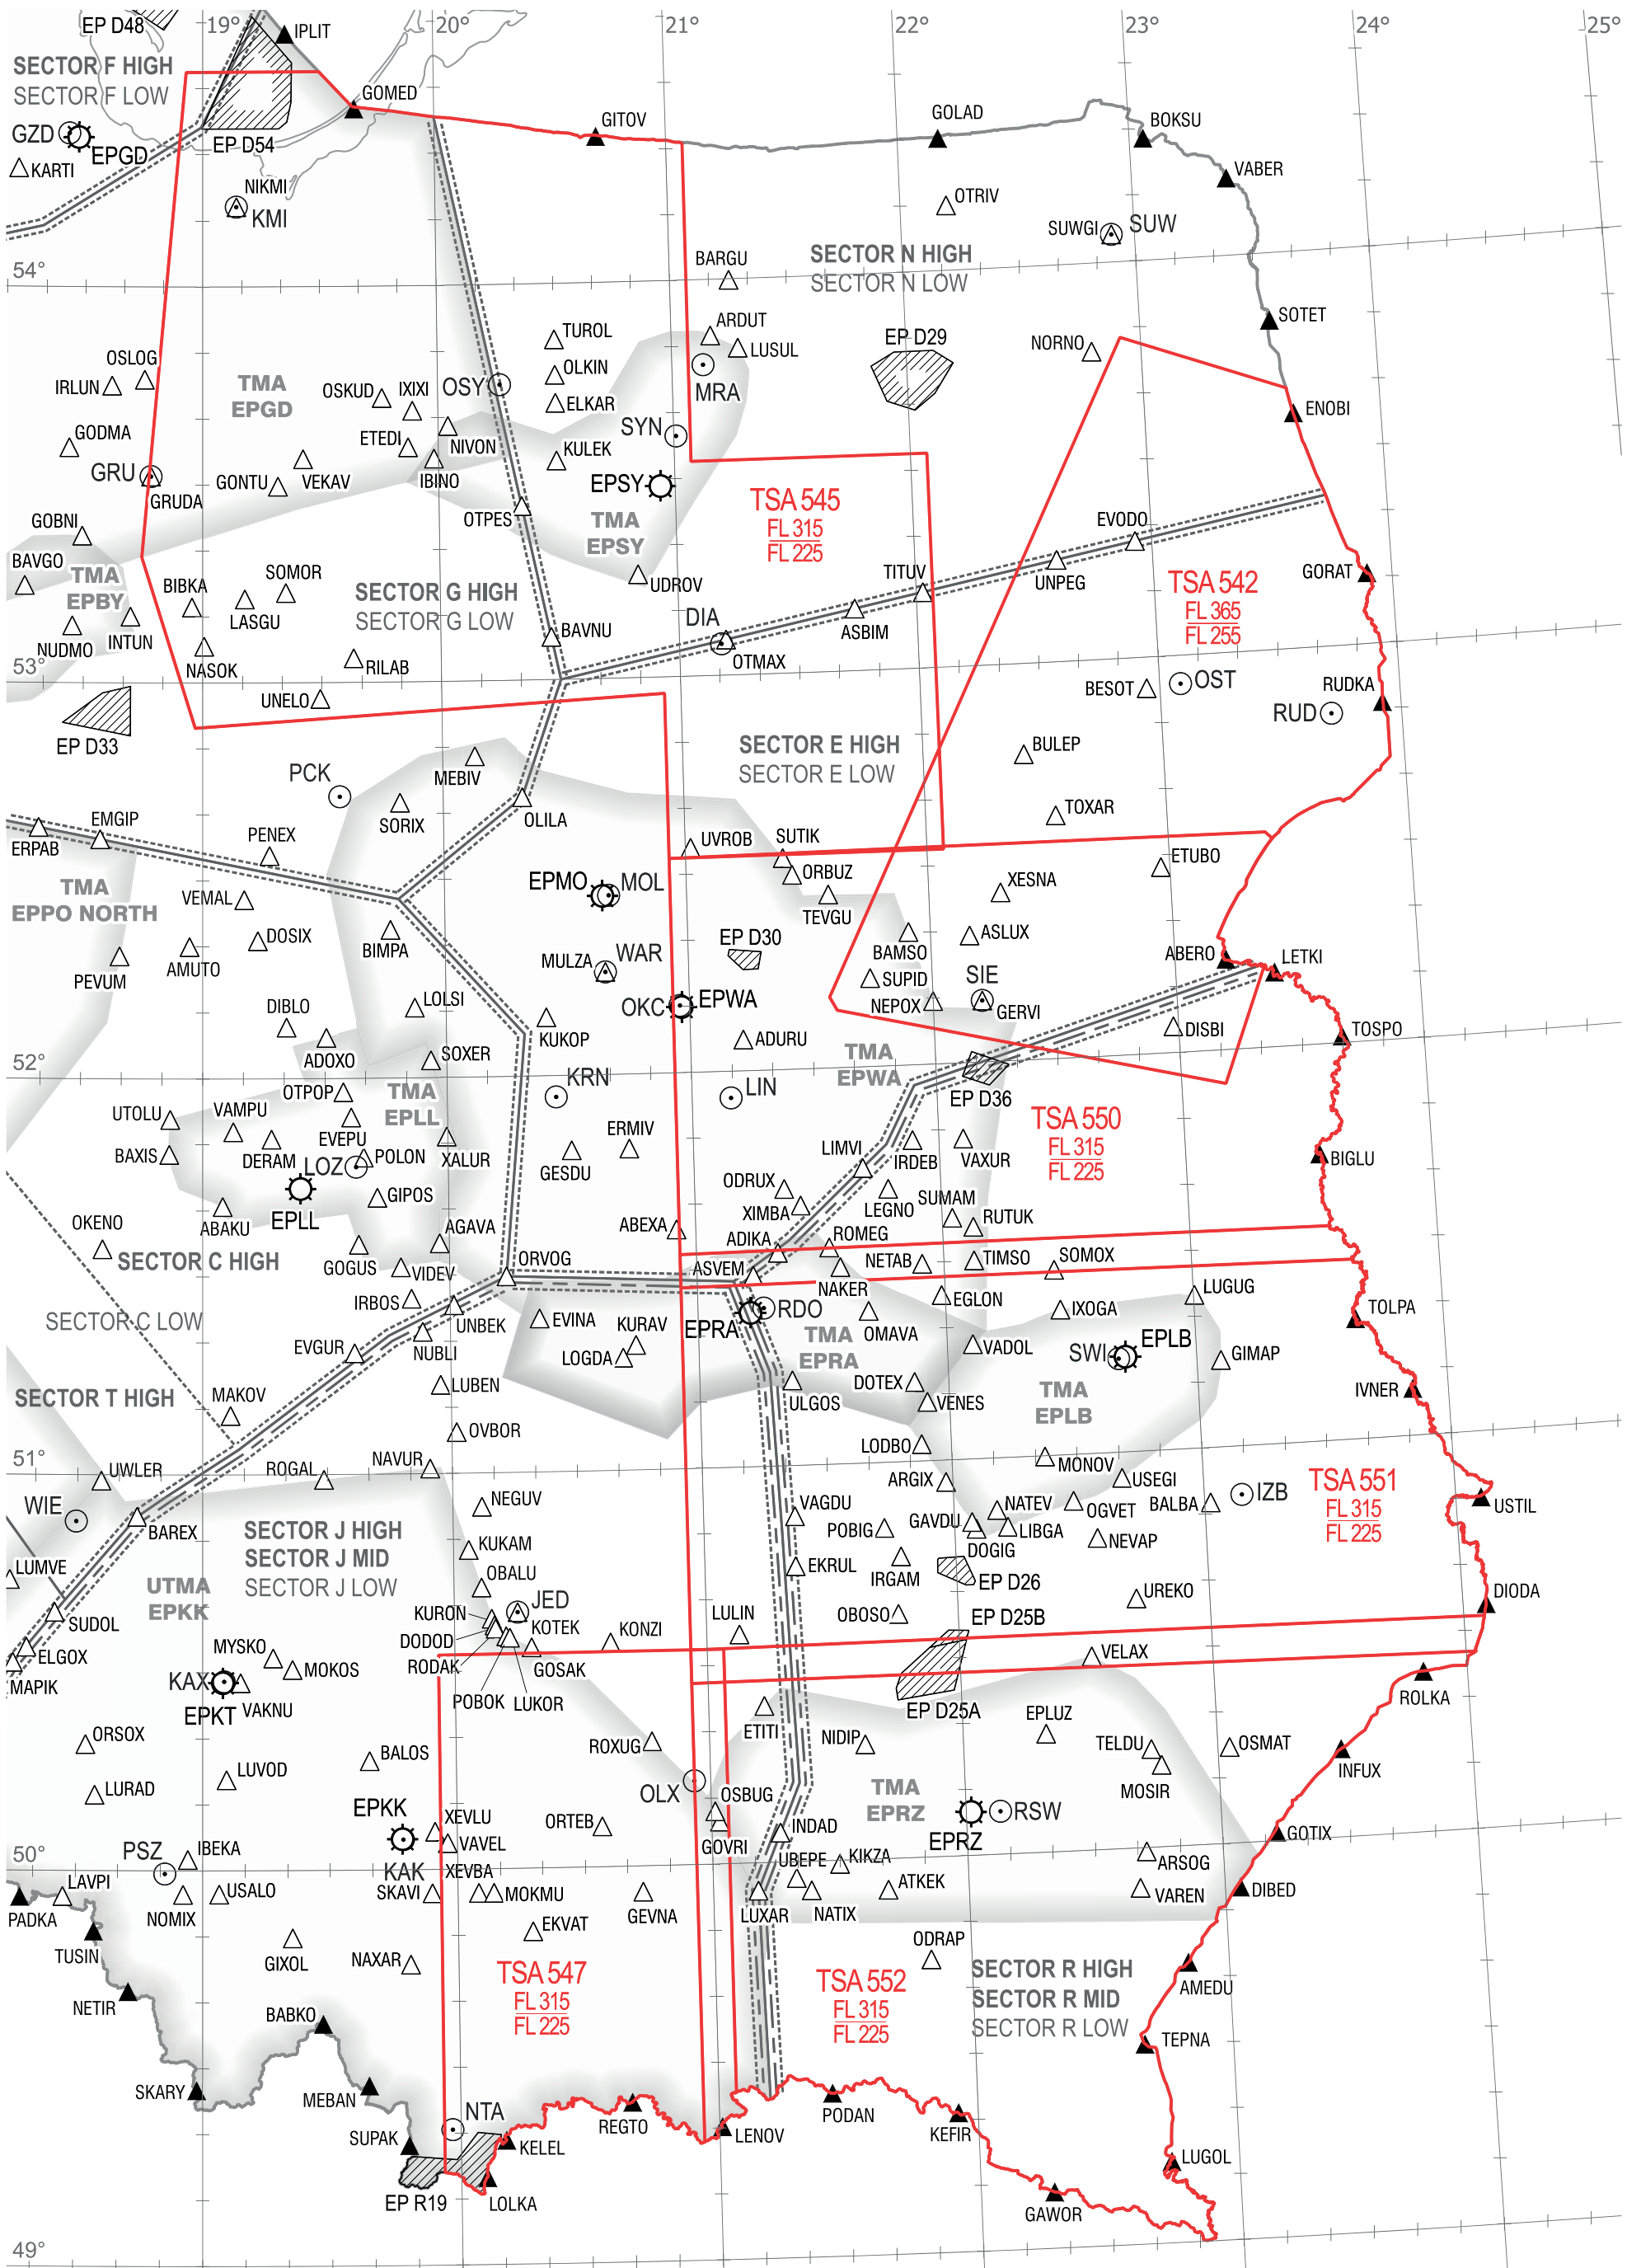 EP D48
19°
20°
21°
22°
23°
24°
25°
IPLIT
SECTOR F HIGH
SECTOR F LOW
GOMED
GZD
EPGD
KARTI
EP D54
GITOV
GOLAD
BOKSU
VABER
NIKMI
KMI
OTRIV
SUWGI
SUW
54°
BARGU
SECTOR N HIGH
SECTOR N LOW
SOTET
TUROL
ARDUT
LUSUL
EP D29
NORNO
OSLOG
IRLUN
TMA
EPGD
OSKUD
IXIXI
OSY
OLKIN
ELKAR
MRA
ENOBI
GODMA
GRU
GRUDA
ETEDI
NIVON
SYN
KULEK
GONTU
VEKAV
IBINO
EPSY
TSA 545
FL 315
FL 225
OTPES
TMA
EPSY
EVODO
GOBNI
BAVGO
TMA
EPBY
BIBKA
SOMOR
LASGU
SECTOR G HIGH
SECTOR G LOW
UDROV
TITUV
UNPEG
TSA 542
FL 365
FL 255
GORAT
NUDMO
INTUN
BAVNU
DIA
OTMAX
ASBIM
53°
NASOK
RILAB
UNELO
BESOT
OST
RUDKA
RUD
EP D33
SECTOR E HIGH
SECTOR E LOW
BULEP
PCK
MEBIV
SORIX
OLILA
TOXAR
ERPAB
EMGIP
PENEX
UVROB
SUTIK
ORBUZ
ETUBO
TMA
EPPO NORTH
VEMAL
EPMO
MOL
TEVGU
XESNA
DOSIX
AMUTO
PEVUM
BIMPA
EP D30
BAMSO
ASLUX
ABERO
LETKI
MULZA
WAR
SUPID
SIE
NEPOX
GERVI
DIBLO
LOLSI
OKC
EPWA
ADOXO
KUKOP
ADURU
DISBI
TOSPO
SOXER
52°
TMA
EPWA
OTPOP
TMA
EPLL
KRN
LIN
EP D36
TSA 550
FL 315
FL 225
UTOLU
VAMPU
EVEPU
BAXIS
DERAM
LOZ
POLON
XALUR
GESDU
ERMIV
LIMVI
IRDEB
VAXUR
BIGLU
GIPOS
EPLL
ABAKU
ODRUX
XIMBA
LEGNO
SUMAM
RUTUK
OKENO
SECTOR C HIGH
AGAVA
ABEXA
ADIKA
ROMEG
GOGUS
VIDEV
ORVOG
ASVEM
NAKER
NETAB
TIMSO
SOMOX
SECTOR C LOW
IRBOS
UNBEK
EVINA
KURAV
EPRA
RDO
OMAVA
EGLON
IXOGA
LUGUG
TOLPA
EVGUR
NUBLI
LOGDA
TMA
EPRA
VADOL
SWI
EPLB
GIMAP
SECTOR T HIGH
MAKOV
LUBEN
ULGOS
DOTEX
VENES
TMA
EPLB
IVNER
OVBOR
LODBO
51°
UWLER
ROGAL
NAVUR
MONOV
WIE
BAREX
NEGUV
ARGIX
USEGI
TSA 551
FL 315
FL 225
BALBA
IZB
USTIL
SECTOR J HIGH
SECTOR J MID
SECTOR J LOW
VAGDU
POBIG
GAVDU
NATEV
OGVET
LIBGA
NEVAP
DOGIG
KUKAM
LUMVE
UTMA
EPKK
OBALU
EKRUL
IRGAM
EP D26
UREKO
DIODA
SUDOL
KURON
JED
KOTEK
KONZI
LULIN
OBOSO
EP D25B
DODOD
ELGOX
MYSKO
RODAK
GOSAK
VELAX
MAPIK
KAX
MOKOS
EPKT
VAKNU
POBOK
LUKOR
ROLKA
EP D25A
ORSOX
ROXUG
ETITI
NIDIP
EPLUZ
TELDU
OSMAT
BALOS
INFUX
LURAD
LUVOD
OLX
TMA
EPRZ
MOSIR
EPKK
XEVLU
ORTEB
OSBUG
EPRZ
RSW
GOTIX
VAVEL
INDAD
GOVRI
PSZ
IBEKA
KAK
XEVBA
UBEPE
KIKZA
ARSOG
50°
LAVPI
USALO
SKAVI
MOKMU
GEVNA
LUXAR
NATIX
ATKEK
VAREN
DIBED
PADKA
NOMIX
EKVAT
TUSIN
GIXOL
NAXAR
ODRAP
TSA 547
FL 315
FL 225
TSA 552
FL 315
FL 225
SECTOR R HIGH
SECTOR R MID
SECTOR R LOW
AMEDU
NETIR
BABKO
TEPNA
SKARY
MEBAN
NTA
REGTO
PODAN
SUPAK
KELEL
LENOV
KEFIR
EP R19
LOLKA
LUGOL
GAWOR
49°